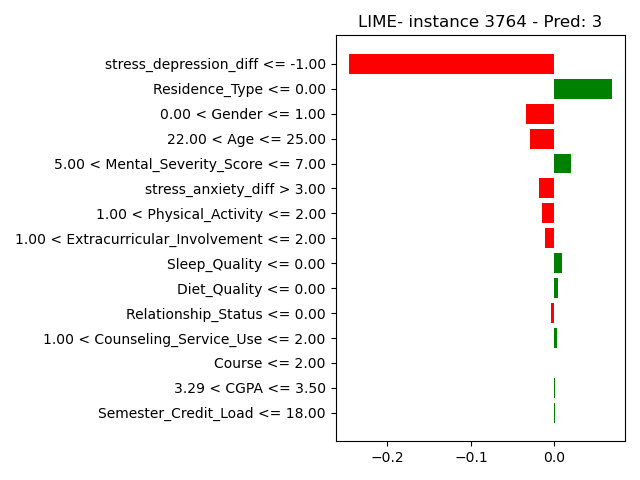 LIME- instance 3764 - Pred: 3
stress_depression_diff <= -1.00
Residence_Type <= 0.00
0.00 < Gender <= 1.00
22.00 < Age <= 25.00
5.00 < Mental_Severity_Score <= 7.00
stress_anxiety_diff > 3.00
1.00 < Physical_Activity <= 2.00
1.00 < Extracurricular_Involvement <= 2.00
Sleep_Quality <= 0.00
Diet_Quality <= 0.00
Relationship_Status <= 0.00
1.00 < Counseling_Service_Use <= 2.00
Course <= 2.00
3.29 < CGPA <= 3.50
Semester_Credit_Load <= 18.00
−0.2 −0.1 0.0